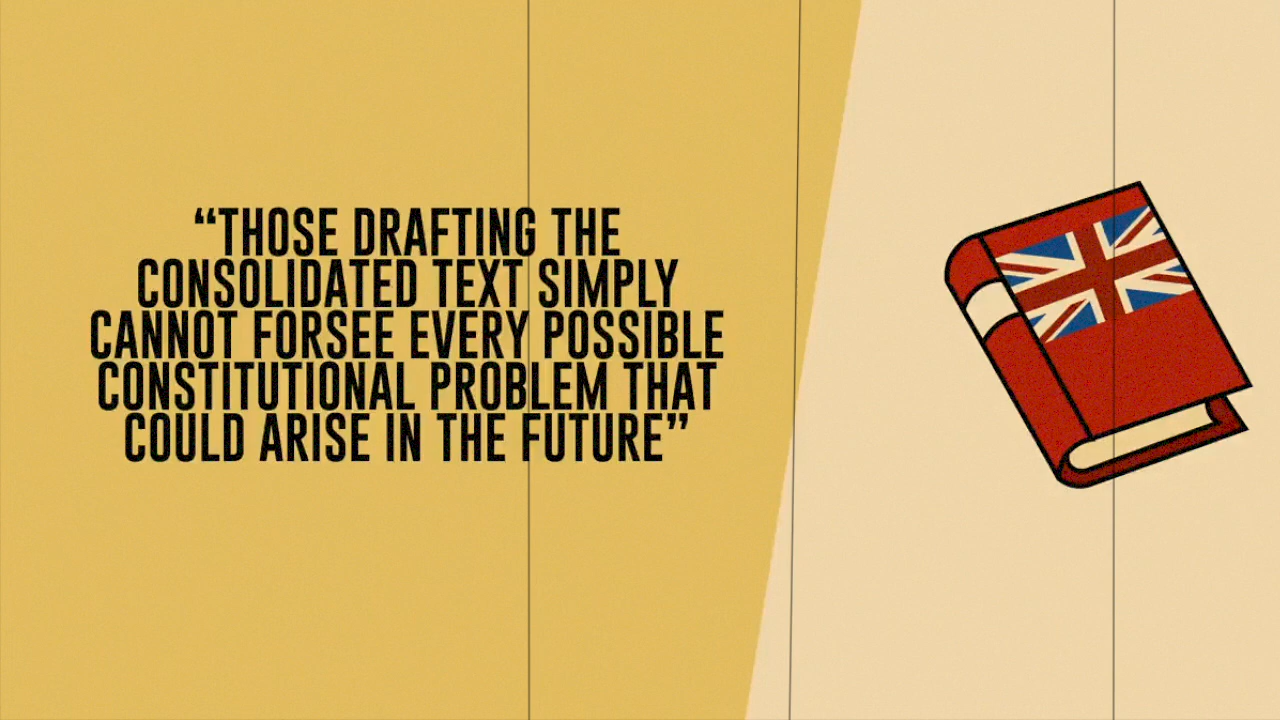 “THOSE DRAFTING THE
CONSOLIDATED TEXT SIMPLY
CANNOT FORSEE EVERY POSSIBLE
CONSTITUTIONAL PROBLEM THAT
COULD ARISE IN THE FUTURE”